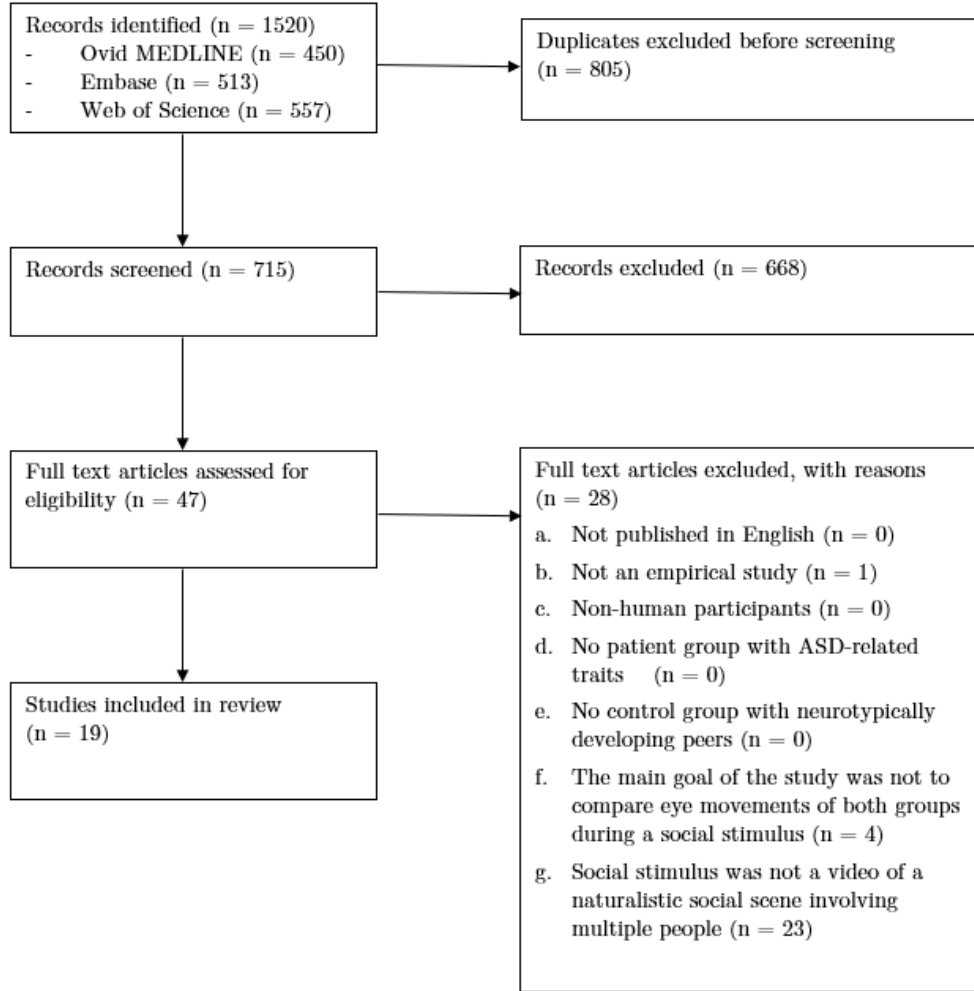 Records identified (n = 1520)
- Ovid MEDLINE (n = 450)
- Embase (n = 513)
- Web of Science (n = 557)
Duplicates excluded before screening
(n = 805)
Records screened (n = 715)
Records excluded (n = 668)
Full text articles assessed for
eligibility (n = 47)
Full text articles excluded, with reasons
(n = 28)
a. Not published in English (n = 0)
b. Not an empirical study (n = 1)
c. Non-human participants (n = 0)
d. No patient group with ASD-related
traits (n = 0)
e. No control group with neurotypically
developing peers (n = 0)
f. The main goal of the study was not to
compare eye movements of both groups
during a social stimulus (n = 4)
g. Social stimulus was not a video of a
naturalistic social scene involving
multiple people (n = 23)
Studies included in review
(n = 19)